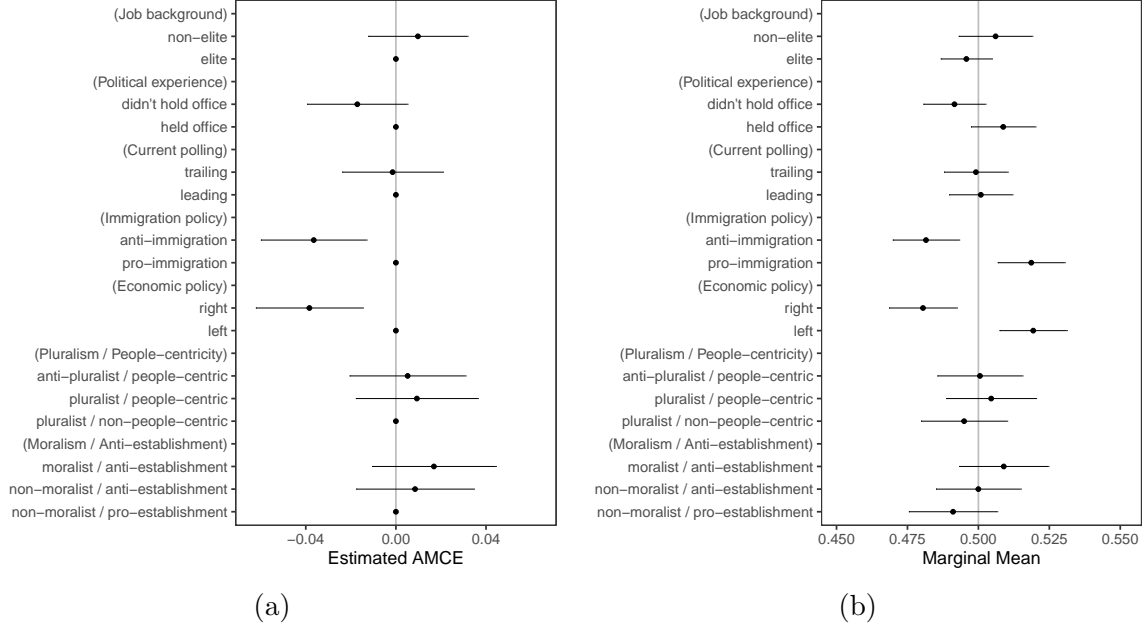 (Job background)
non−elite
elite
(Political experience)
didn't hold office
held office
(Current polling)
trailing
leading
(Immigration policy)
anti−immigration
pro−immigration
(Economic policy)
right
left
(Pluralism / People−centricity)
anti−pluralist / people−centric
pluralist / people−centric
pluralist / non−people−centric
(Moralism / Anti−establishment)
moralist / anti−establishment
non−moralist / anti−establishment
non−moralist / pro−establishment
−0.04 0.00 0.04
Estimated AMCE
(a)
(Job background)
non−elite
elite
(Political experience)
didn't hold office
held office
(Current polling)
trailing
leading
(Immigration policy)
anti−immigration
pro−immigration
(Economic policy)
right
left
(Pluralism / People−centricity)
anti−pluralist / people−centric
pluralist / people−centric
pluralist / non−people−centric
(Moralism / Anti−establishment)
moralist / anti−establishment
non−moralist / anti−establishment
non−moralist / pro−establishment
0.450 0.475 0.500 0.525 0.550
Marginal Mean
(b)